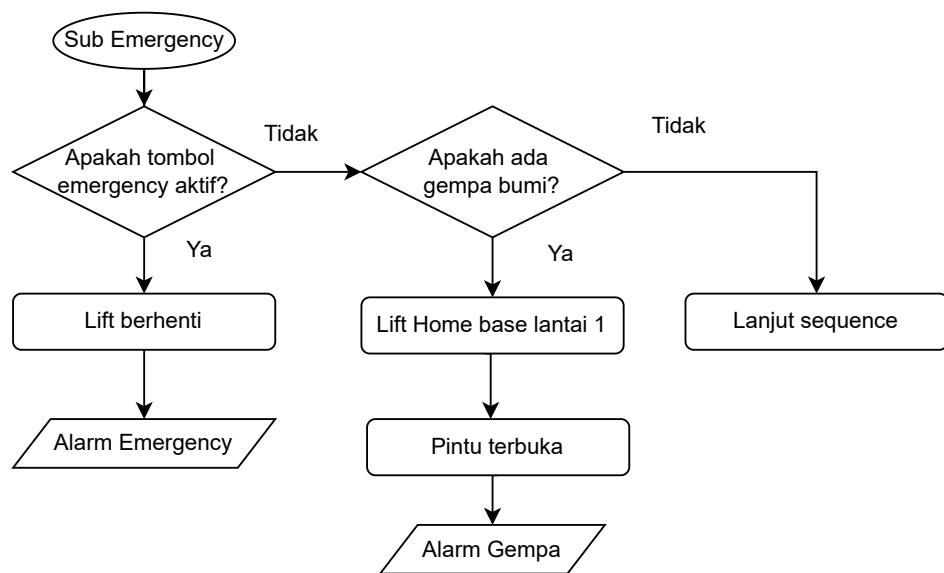 Sub Emergency
Apakah tombol
emergency aktif?
Tidak
Apakah ada
gempa bumi?
Tidak
Ya
Ya
Lift berhenti
Lift Home base lantai 1
Lanjut sequence
Alarm Emergency
Pintu terbuka
Alarm Gempa